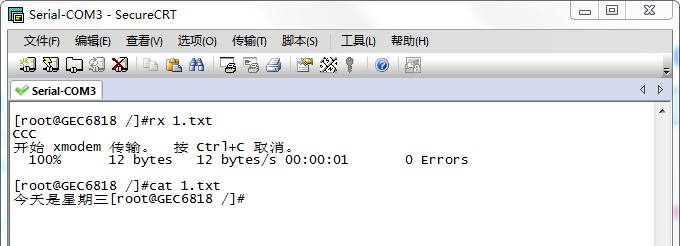 Serial-COM3 - SecureCRT
文件(F) 编辑(E) 查看(V) 选项(O) 传输(T) 脚本(S) 工具(L) 帮助(H)
Serial-COM3
[root@GEC6818 /]#rx 1.txt
CCC
开始 xmodem 传输。 按 Ctrl+C 取消。
100% 12 bytes 12 bytes/s 00:00:01 0 Errors
[root@GEC6818 /]#cat 1.txt
今天是星期三[root@GEC6818 /]#